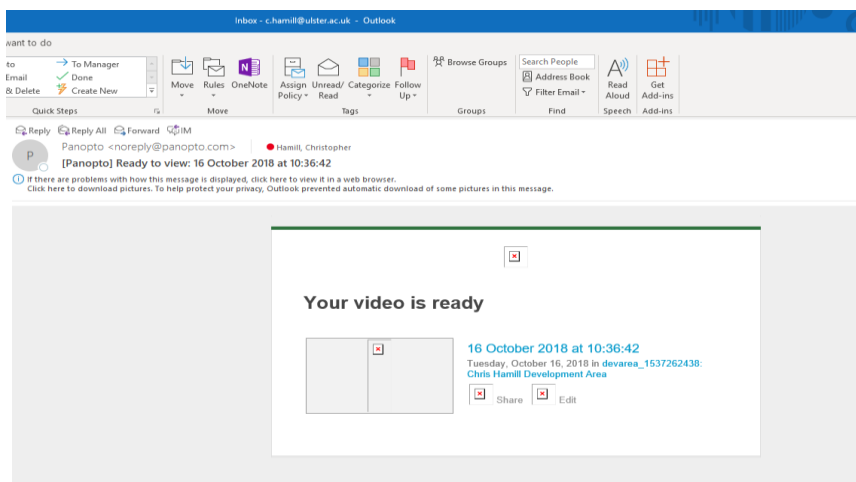 Inbox - c.hamill@ulster.ac.uk - Outlook
want to do
To Manager
Email
Done
& Delete
Create New
Quick Steps
Move
Rules
OneNote
Move
Assign Policy
Unread/ Read
Categorize
Follow Up
Tags
Browse Groups
Groups
Search People
Address Book
Filter Email
Find
Read Aloud
Speech
Get Add-ins
Add-ins
Reply Reply All Forward IM
P
Panopto <noreply@panopto.com> Hamill, Christopher
[Panopto] Ready to view: 16 October 2018 at 10:36:42
If there are problems with how this message is displayed, click here to view it in a web browser.
Click here to download pictures. To help protect your privacy, Outlook prevented automatic download of some pictures in this message.
Your video is ready
16 October 2018 at 10:36:42
Tuesday, October 16, 2018 in devarea_1537262438:
Chris Hamill Development Area
Share Edit